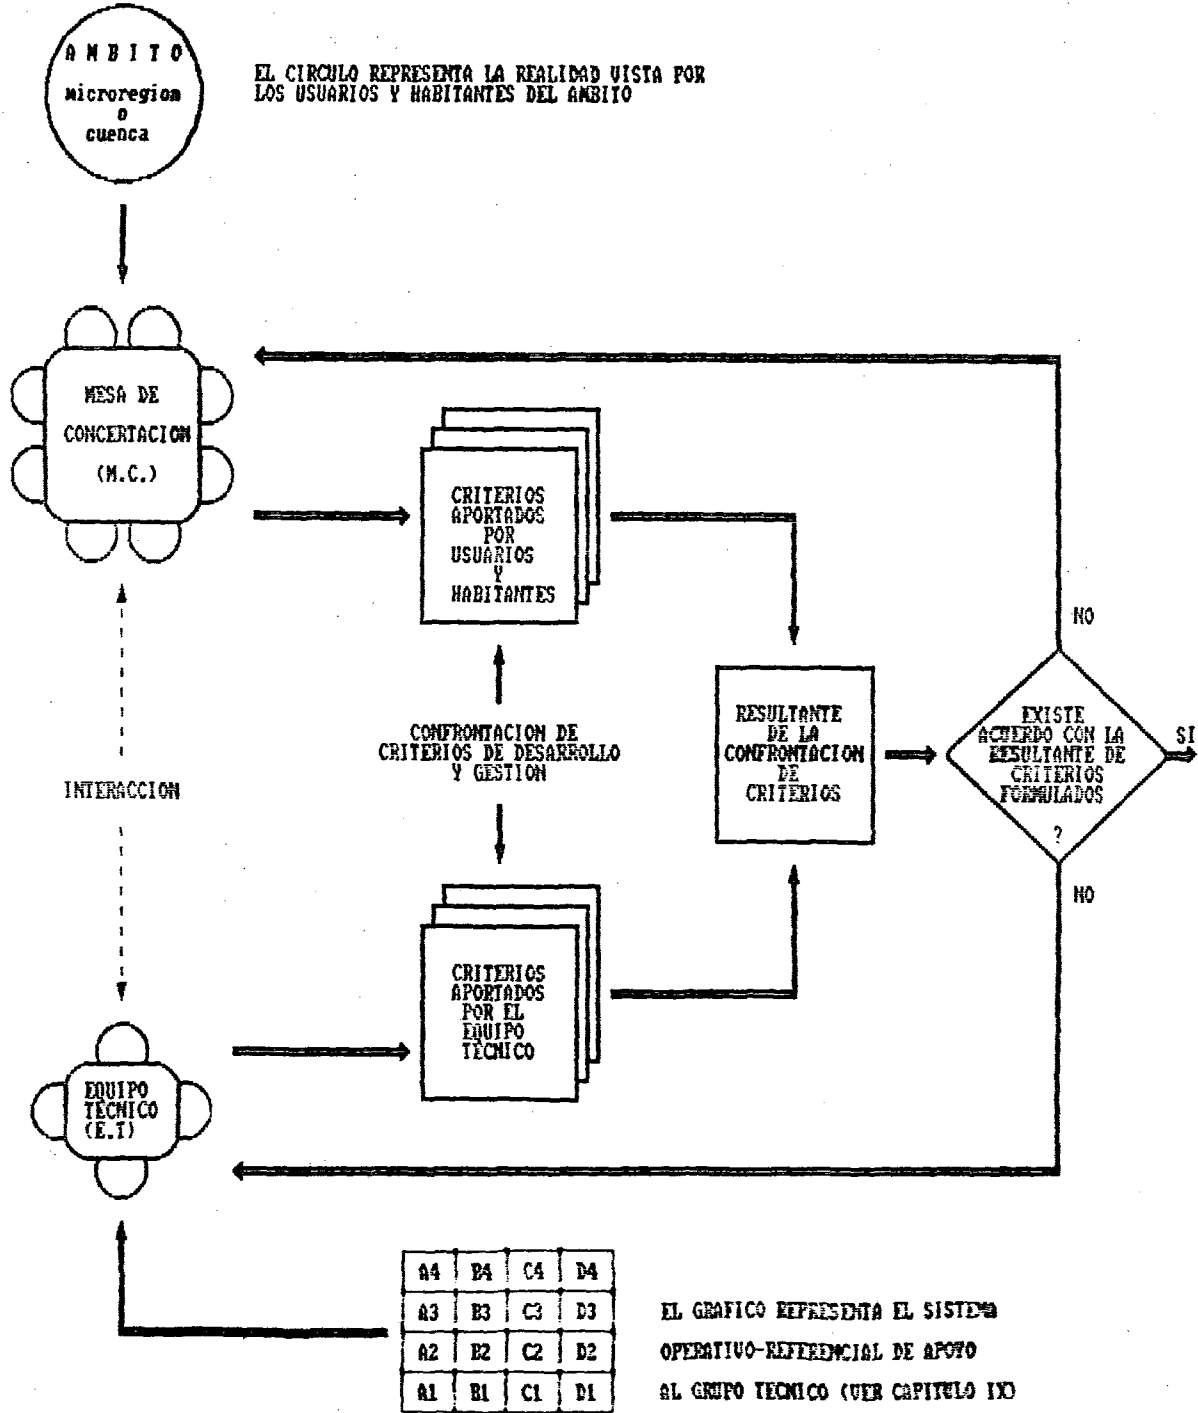 A M B I T O
microregion
o
cuenca
EL CIRCULO REPRESENTA LA REALIDAD VISTA POR
LOS USUARIOS Y HABITANTES DEL AMBITO
MESA DE
CONCERTACION
(M.C.)
CRITERIOS
APORTADOS
POR
USUARIOS
Y
HABITANTES
NO
CONFRONTACION DE
CRITERIOS DE DESARROLLO
Y GESTION
RESULTANTE
DE LA
CONFRONTACION
DE
CRITERIOS
EXISTE
ACUERDO CON LA
RESULTANTE DE
CRITERIOS
FORMULADOS
?
SI
INTERACCION
NO
CRITERIOS
APORTADOS
POR EL
EQUIPO
TÉCNICO
EQUIPO
TÉCNICO
(E.T)
A4 B4 C4 D4
A3 B3 C3 D3
A2 B2 C2 D2
A1 B1 C1 D1
EL GRAFICO REPRESENTA EL SISTEMA
OPERATIVO-REFERENCIAL DE APOYO
AL GRUPO TECNICO (VER CAPITULO IX)